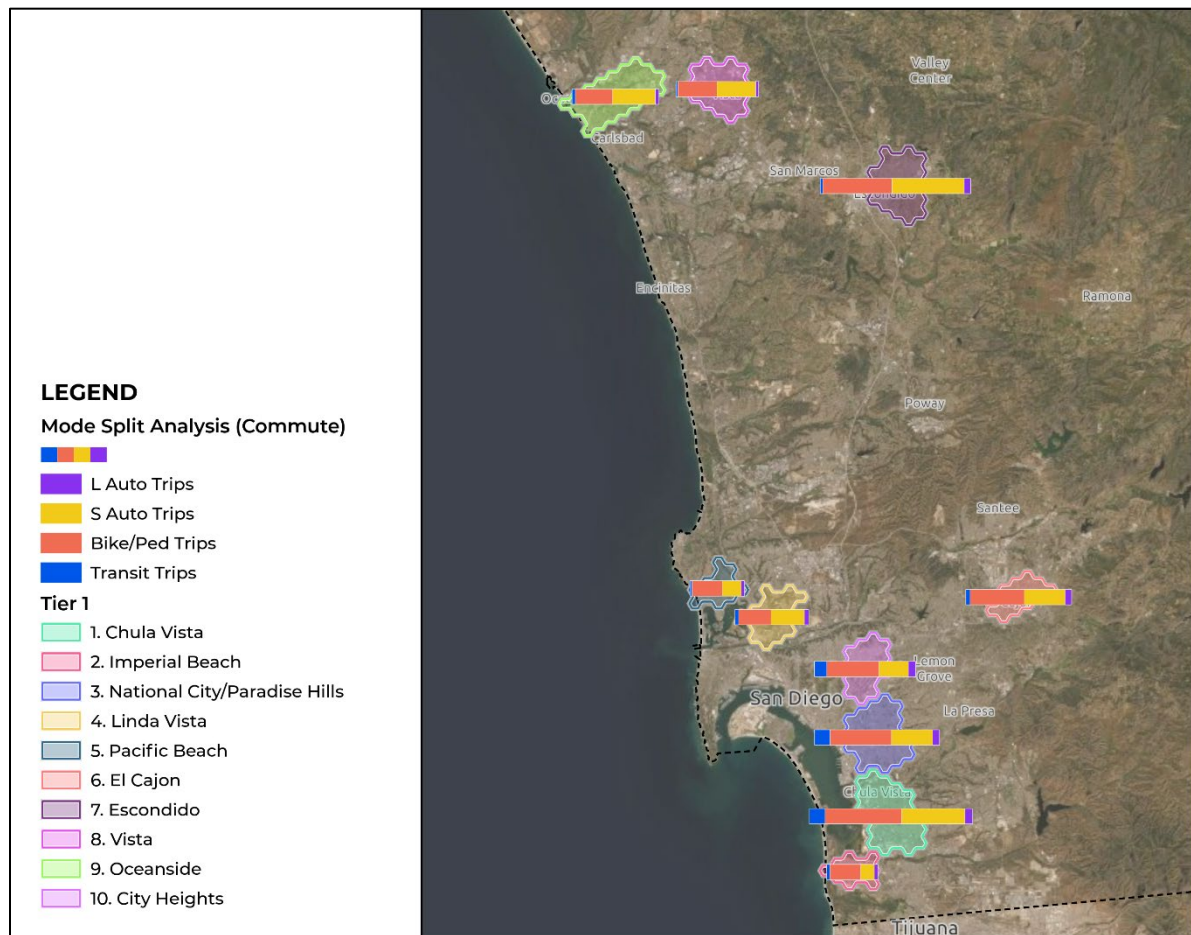 LEGEND
Mode Split Analysis (Commute)
L Auto Trips
S Auto Trips
Bike/Ped Trips
Transit Trips
Tier 1
1. Chula Vista
2. Imperial Beach
3. National City/Paradise Hills
4. Linda Vista
5. Pacific Beach
6. El Cajon
7. Escondido
8. Vista
9. Oceanside
10. City Heights
Valley
Center
Carlsbad
San Marcos
Escondido
Encinitas
Ramona
Poway
Santee
Lemon
Grove
San Diego
La Presa
Chula Vista
Tijuana